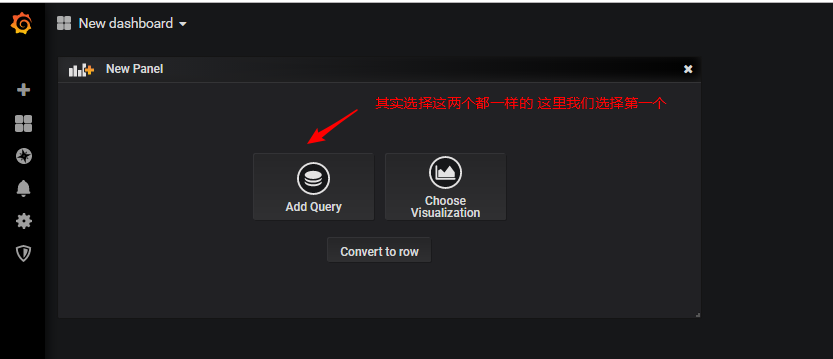 New dashboard
New Panel
其实选择这两个都一样的 这里我们选择第一个
Add Query
Choose
Visualization
Convert to row